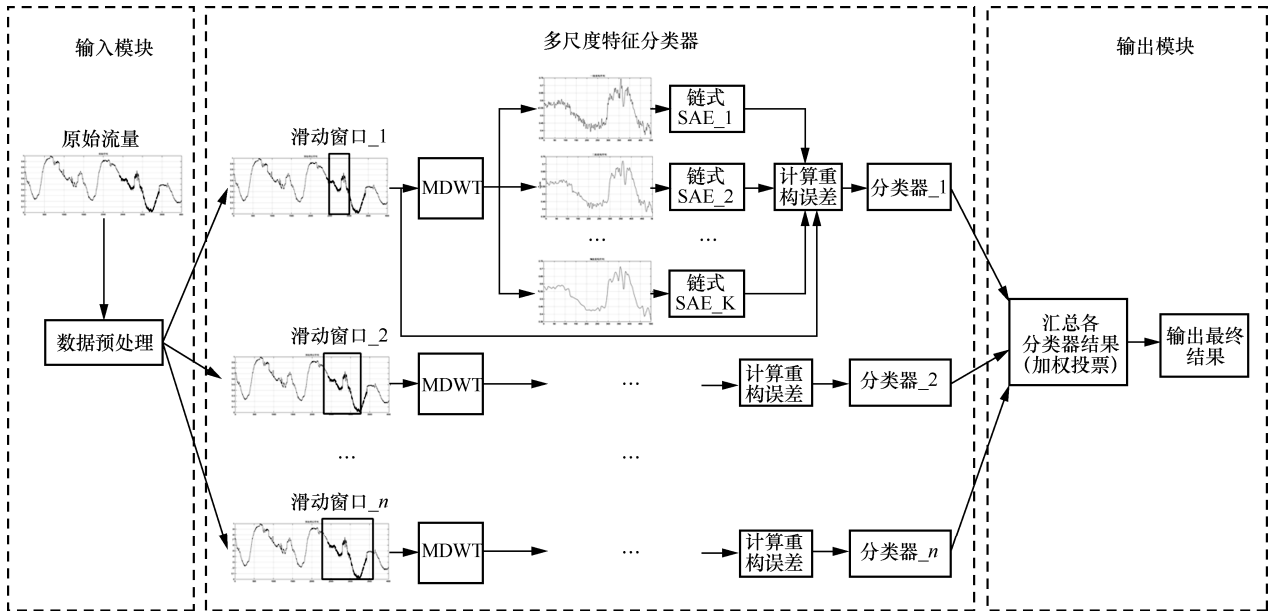 输入模块
多尺度特征分类器
输出模块
原始流量
数据预处理
滑动窗口_1
MDWT
链式
SAE_1
链式
SAE_2
…
…
链式
SAE_K
计算重
构误差
分类器_1
滑动窗口_2
MDWT
…
计算重
构误差
分类器_2
…
…
滑动窗口_n
MDWT
…
计算重
构误差
分类器_n
汇总各
分类器结果
(加权投票)
输出最终
结果